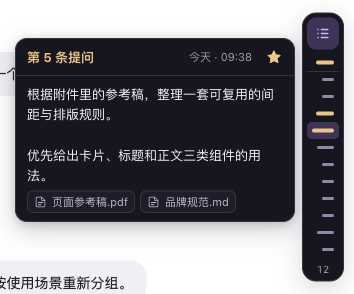 一个
第 5 条提问
今天 · 09:38
根据附件里的参考稿，整理一套可复用的间
距与排版规则。
优先给出卡片、标题和正文三类组件的用
法。
页面参考稿.pdf
品牌规范.md
12
按使用场景重新分组。